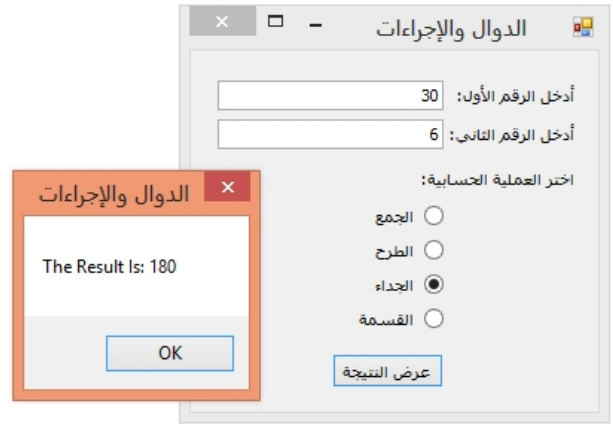 الدوال والإجراءات
أدخل الرقم الأول: 30
أدخل الرقم الثاني: 6
اختر العملية الحسابية:
الجمع
الطرح
الجداء
القسمة
عرض النتيجة
الدوال والإجراءات
The Result Is: 180
OK